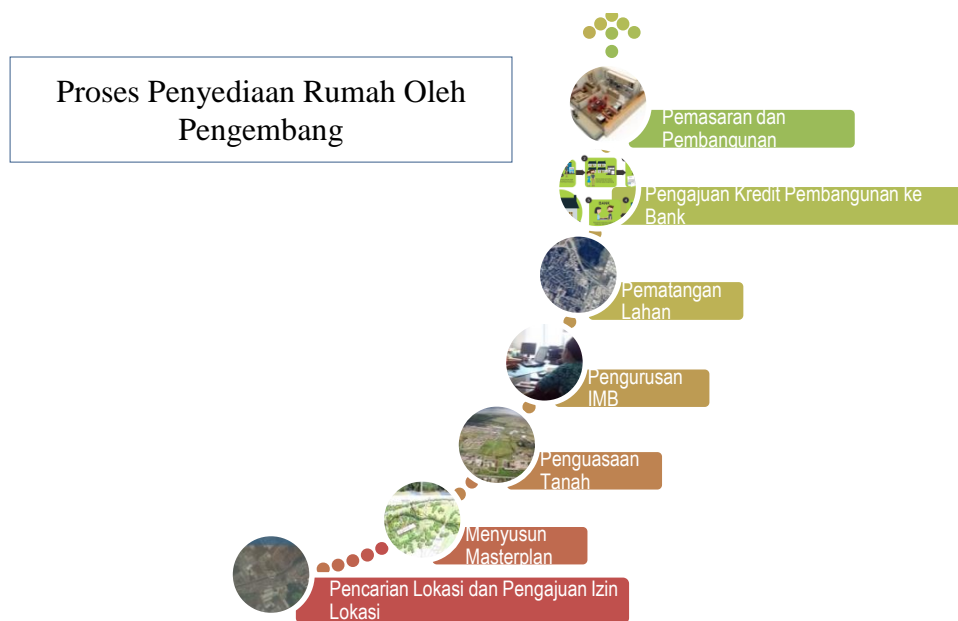 Proses Penyediaan Rumah Oleh
Pengembang
Pemasaran dan
Pembangunan
Pengajuan Kredit Pembangunan ke
Bank
Pematangan
Lahan
Pengurusan
IMB
Penguasaan
Tanah
Menyusun
Masterplan
Pencarian Lokasi dan Pengajuan Izin
Lokasi